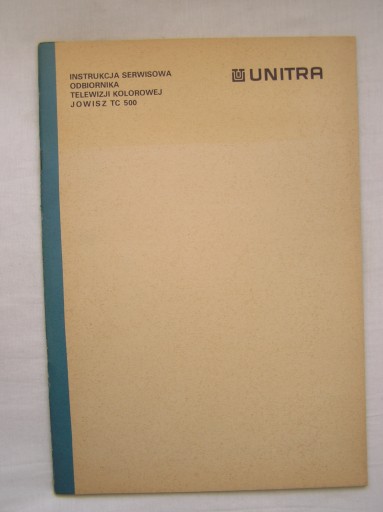 INSTRUKCJA SERWISOWA
ODBIORNIKA
TELEWIZJI KOLOROWEJ
JOWISZ TC 500
UNITRA